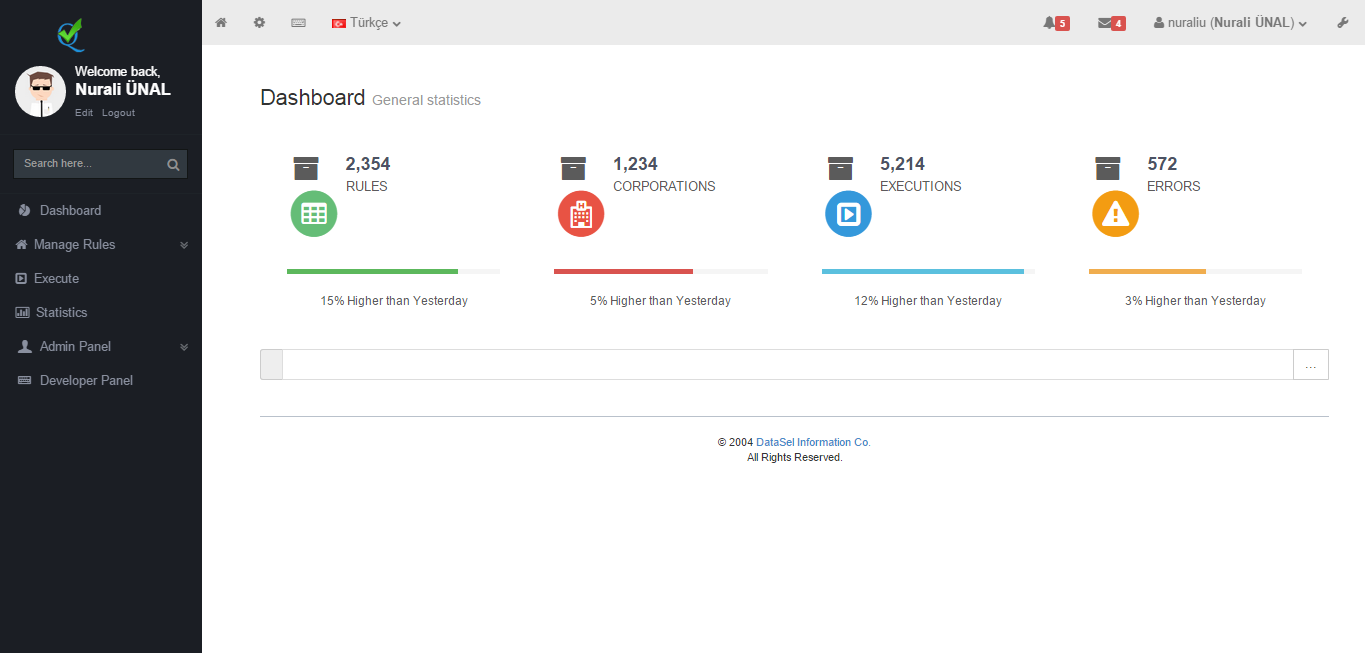 Türkçe
5
4
nuraliu (Nurali ÜNAL)
Welcome back,
Nurali ÜNAL
Edit Logout
Search here...
Dashboard
Manage Rules
Execute
Statistics
Admin Panel
Developer Panel
Dashboard General statistics
2,354
RULES
15% Higher than Yesterday
1,234
CORPORATIONS
H
5% Higher than Yesterday
5,214
EXECUTIONS
12% Higher than Yesterday
572
ERRORS
3% Higher than Yesterday
...
© 2004 DataSel Information Co.
All Rights Reserved.